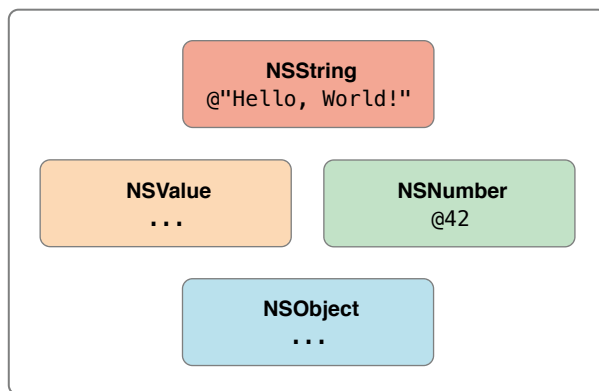 NSString
@"Hello, World!"
NSValue
...
NSNumber
@42
NSObject
...